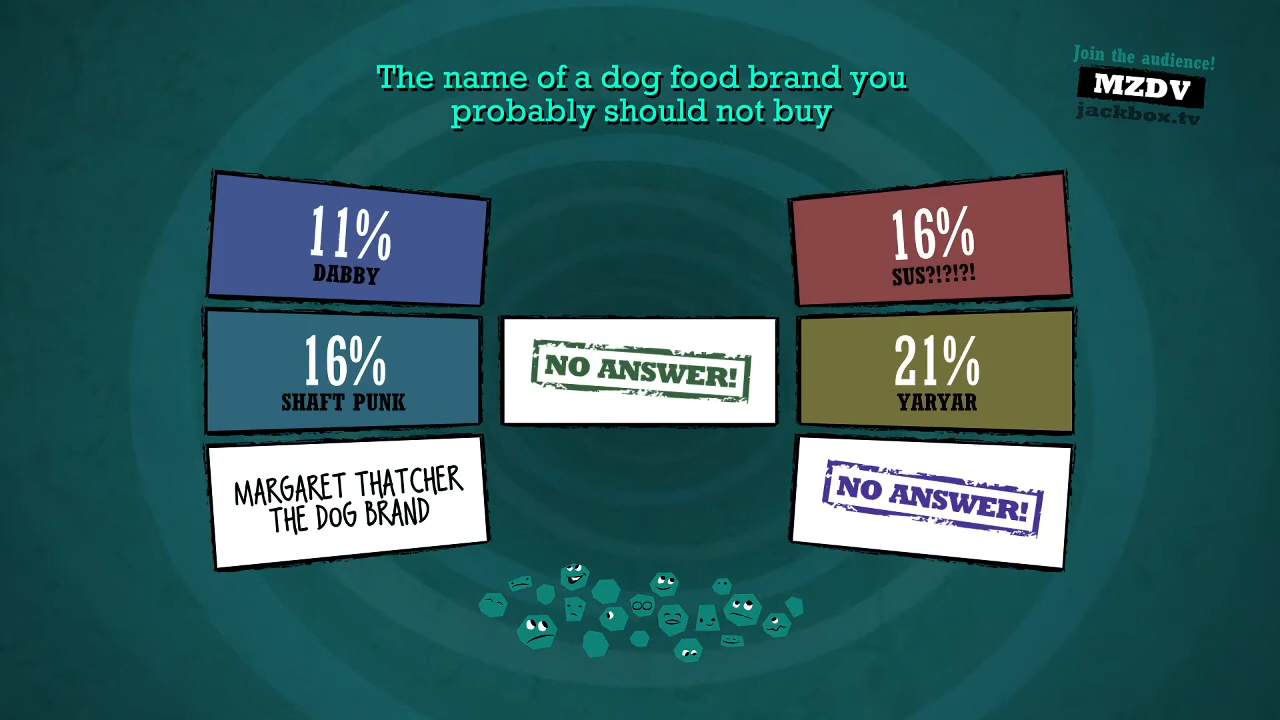 The name of a dog food brand you
probably should not buy
Join the audience!
MZDV
jackbox.tv
11%
DABBY
16%
SUS?!?!?!
16%
SHAFT PUNK
NO ANSWER!
21%
YARYAR
MARGARET THATCHER
THE DOG BRAND
NO ANSWER!